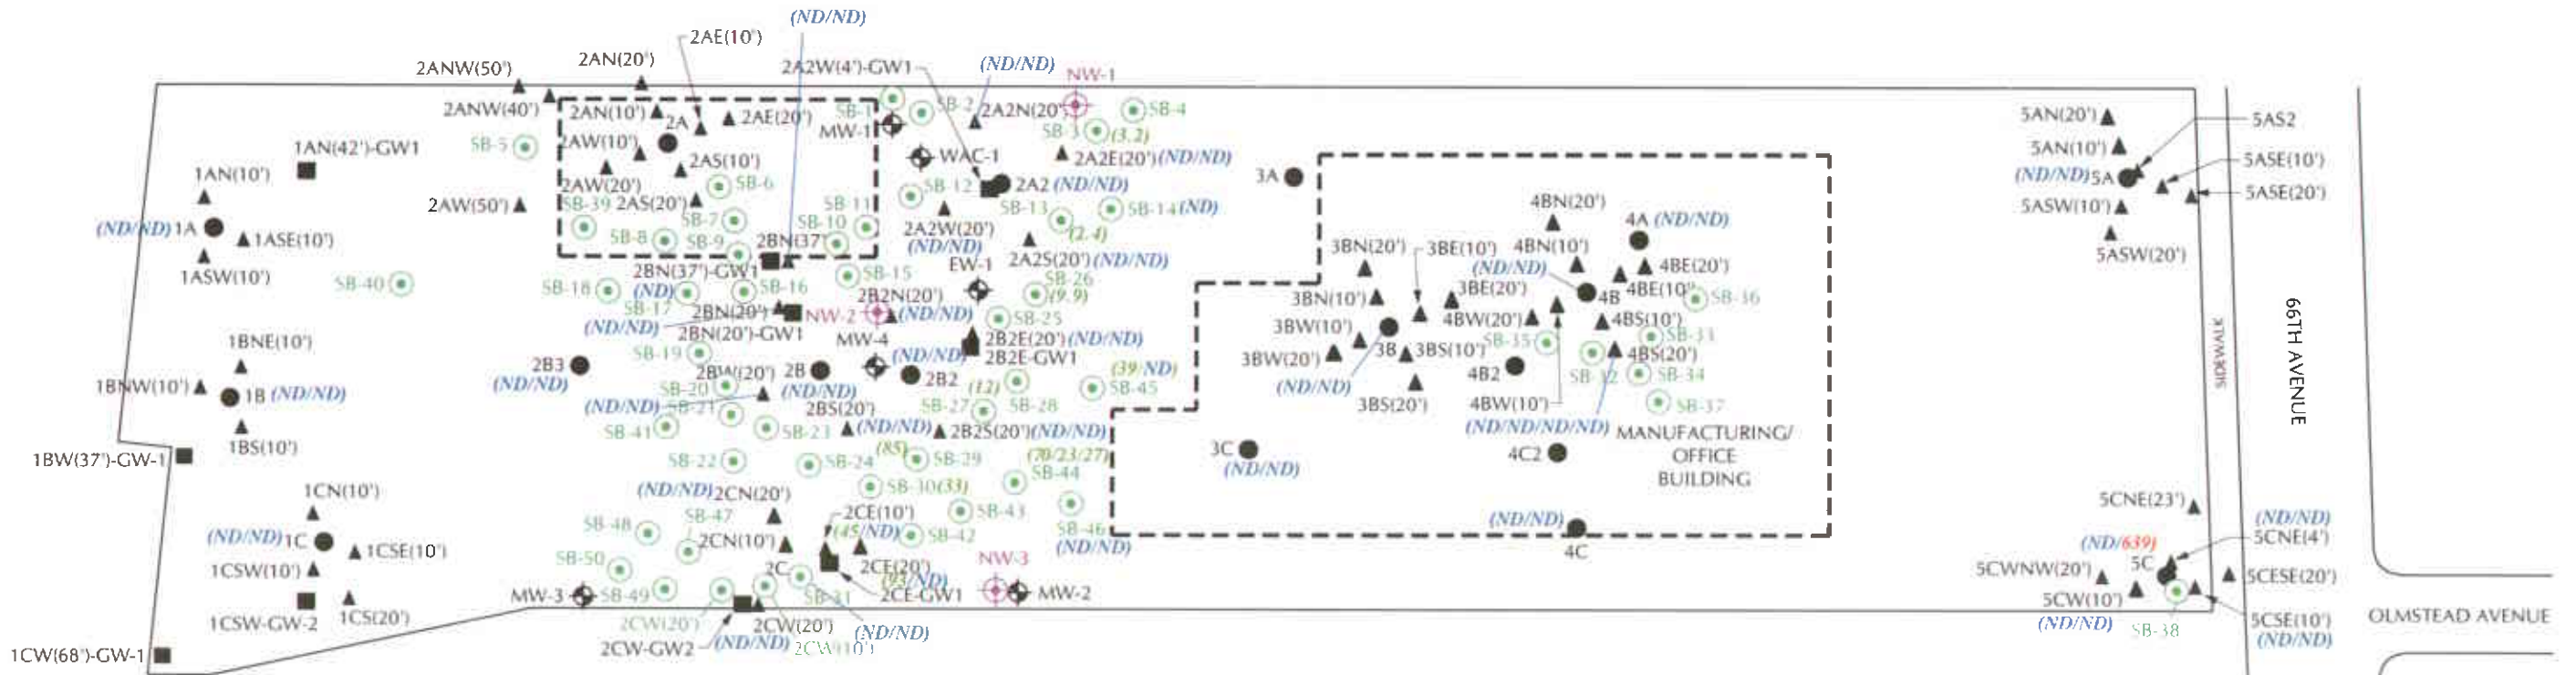 (ND/ND)
2AE(10')
2ANW(50')
2AN(20')
2A2W(4')-GW1
(ND/ND)
NW-1
2ANW(40')
2AN(10')
2A
2AE(20')
SB-1
SB-2
2A2N(20')
SB-4
MW-1
SB-3
(3.2)
5AN(20')
5AS2
SB-5
2AW(10')
2AS(10')
WAC-1
2A2E(20')(ND/ND)
5AN(10')
5ASE(10')
1AN(42')-GW1
1AN(10')
2AW(20')
SB-6
SB-12
2A2 (ND/ND)
3A
(ND/ND)
5A
5ASE(20')
2AW(50')
SB-39
2AS(20')
SB-7
SB-11
SB-10
2A2W(20')
(ND/ND)
SB-13
SB-14(ND)
(2.4)
4BN(20')
4A (ND/ND)
5ASW(10')
(ND/ND)
1A
1ASE(10')
SB-8
SB-9
2BN(37'
2A2S(20')(ND/ND)
3BN(20')
3BE(10')
4BN(10')
(ND/ND)
5ASW(20')
1ASW(10')
SB-40
SB-18
2BN(37')-GW1
(ND)
SB-16
SB-15
EW-1
SB-26
(9.9)
3BN(10')
3BE(20')
4B
4BE(20')
4BE(10'
SB-36
SB-17
2BN(20')
(ND/ND)
2BN(20')-GW1
NW-2
2B2N(20')
(ND/ND)
SB-25
3BW(10')
4BW(20')
4BS(10')
66TH AVENUE
SIDEWALK
1BNE(10')
SB-19
MW-4
(ND/ND)
2B2E(20')(ND/ND)
2B2E-GW1
3BW(20')
3B
3BS(10')
SB-35
SB-33
4BS(20')
1BNW(10')
1B (ND/ND)
2B3
(ND/ND)
2BW(20')
SB-20
2B
(ND/ND)
2B2
(12)
(39/ND)
SB-45
(ND/ND)
3BS(20')
4B2
SB-32
SB-34
(ND/ND)
SB-21
2BS(20')
SB-27
SB-28
4BW(10')
SB-37
1BS(10')
SB-41
SB-23
(ND/ND)
2B2S(20')(ND/ND)
(ND/ND/ND/ND)
MANUFACTURING/
OFFICE
BUILDING
1BW(37')-GW-1
SB-22
SB-24
(85)
SB-29
(70/23/27)
SB-44
3C
(ND/ND)
4C2
1CN(10')
(ND/ND)
2CN(20')
SB-30(33)
SB-43
SB-46
(ND/ND)
(ND/ND)
4C
5CNE(23')
(ND/ND)
1C
1CSE(10')
SB-48
SB-47
2CN(10')
2CE(10')
(45/ND)
SB-42
(ND/639)
5C
(ND/ND)
5CNE(4')
1CSW(10')
SB-50
2C
2CE(20')
(93/ND)
NW-3
5CWNW(20')
5CESE(20')
1CSW-GW-2
1CS(20')
MW-3
SB-49
SB-31
2CE-GW1
MW-2
5CW(10')
(ND/ND)
SB-38
5CSE(10')
(ND/ND)
OLMSTEAD AVENUE
1CW(68')-GW-1
2CW(20')
2CW-GW2
(ND/ND)
2CW(20')
2CW(10')
(ND/ND)